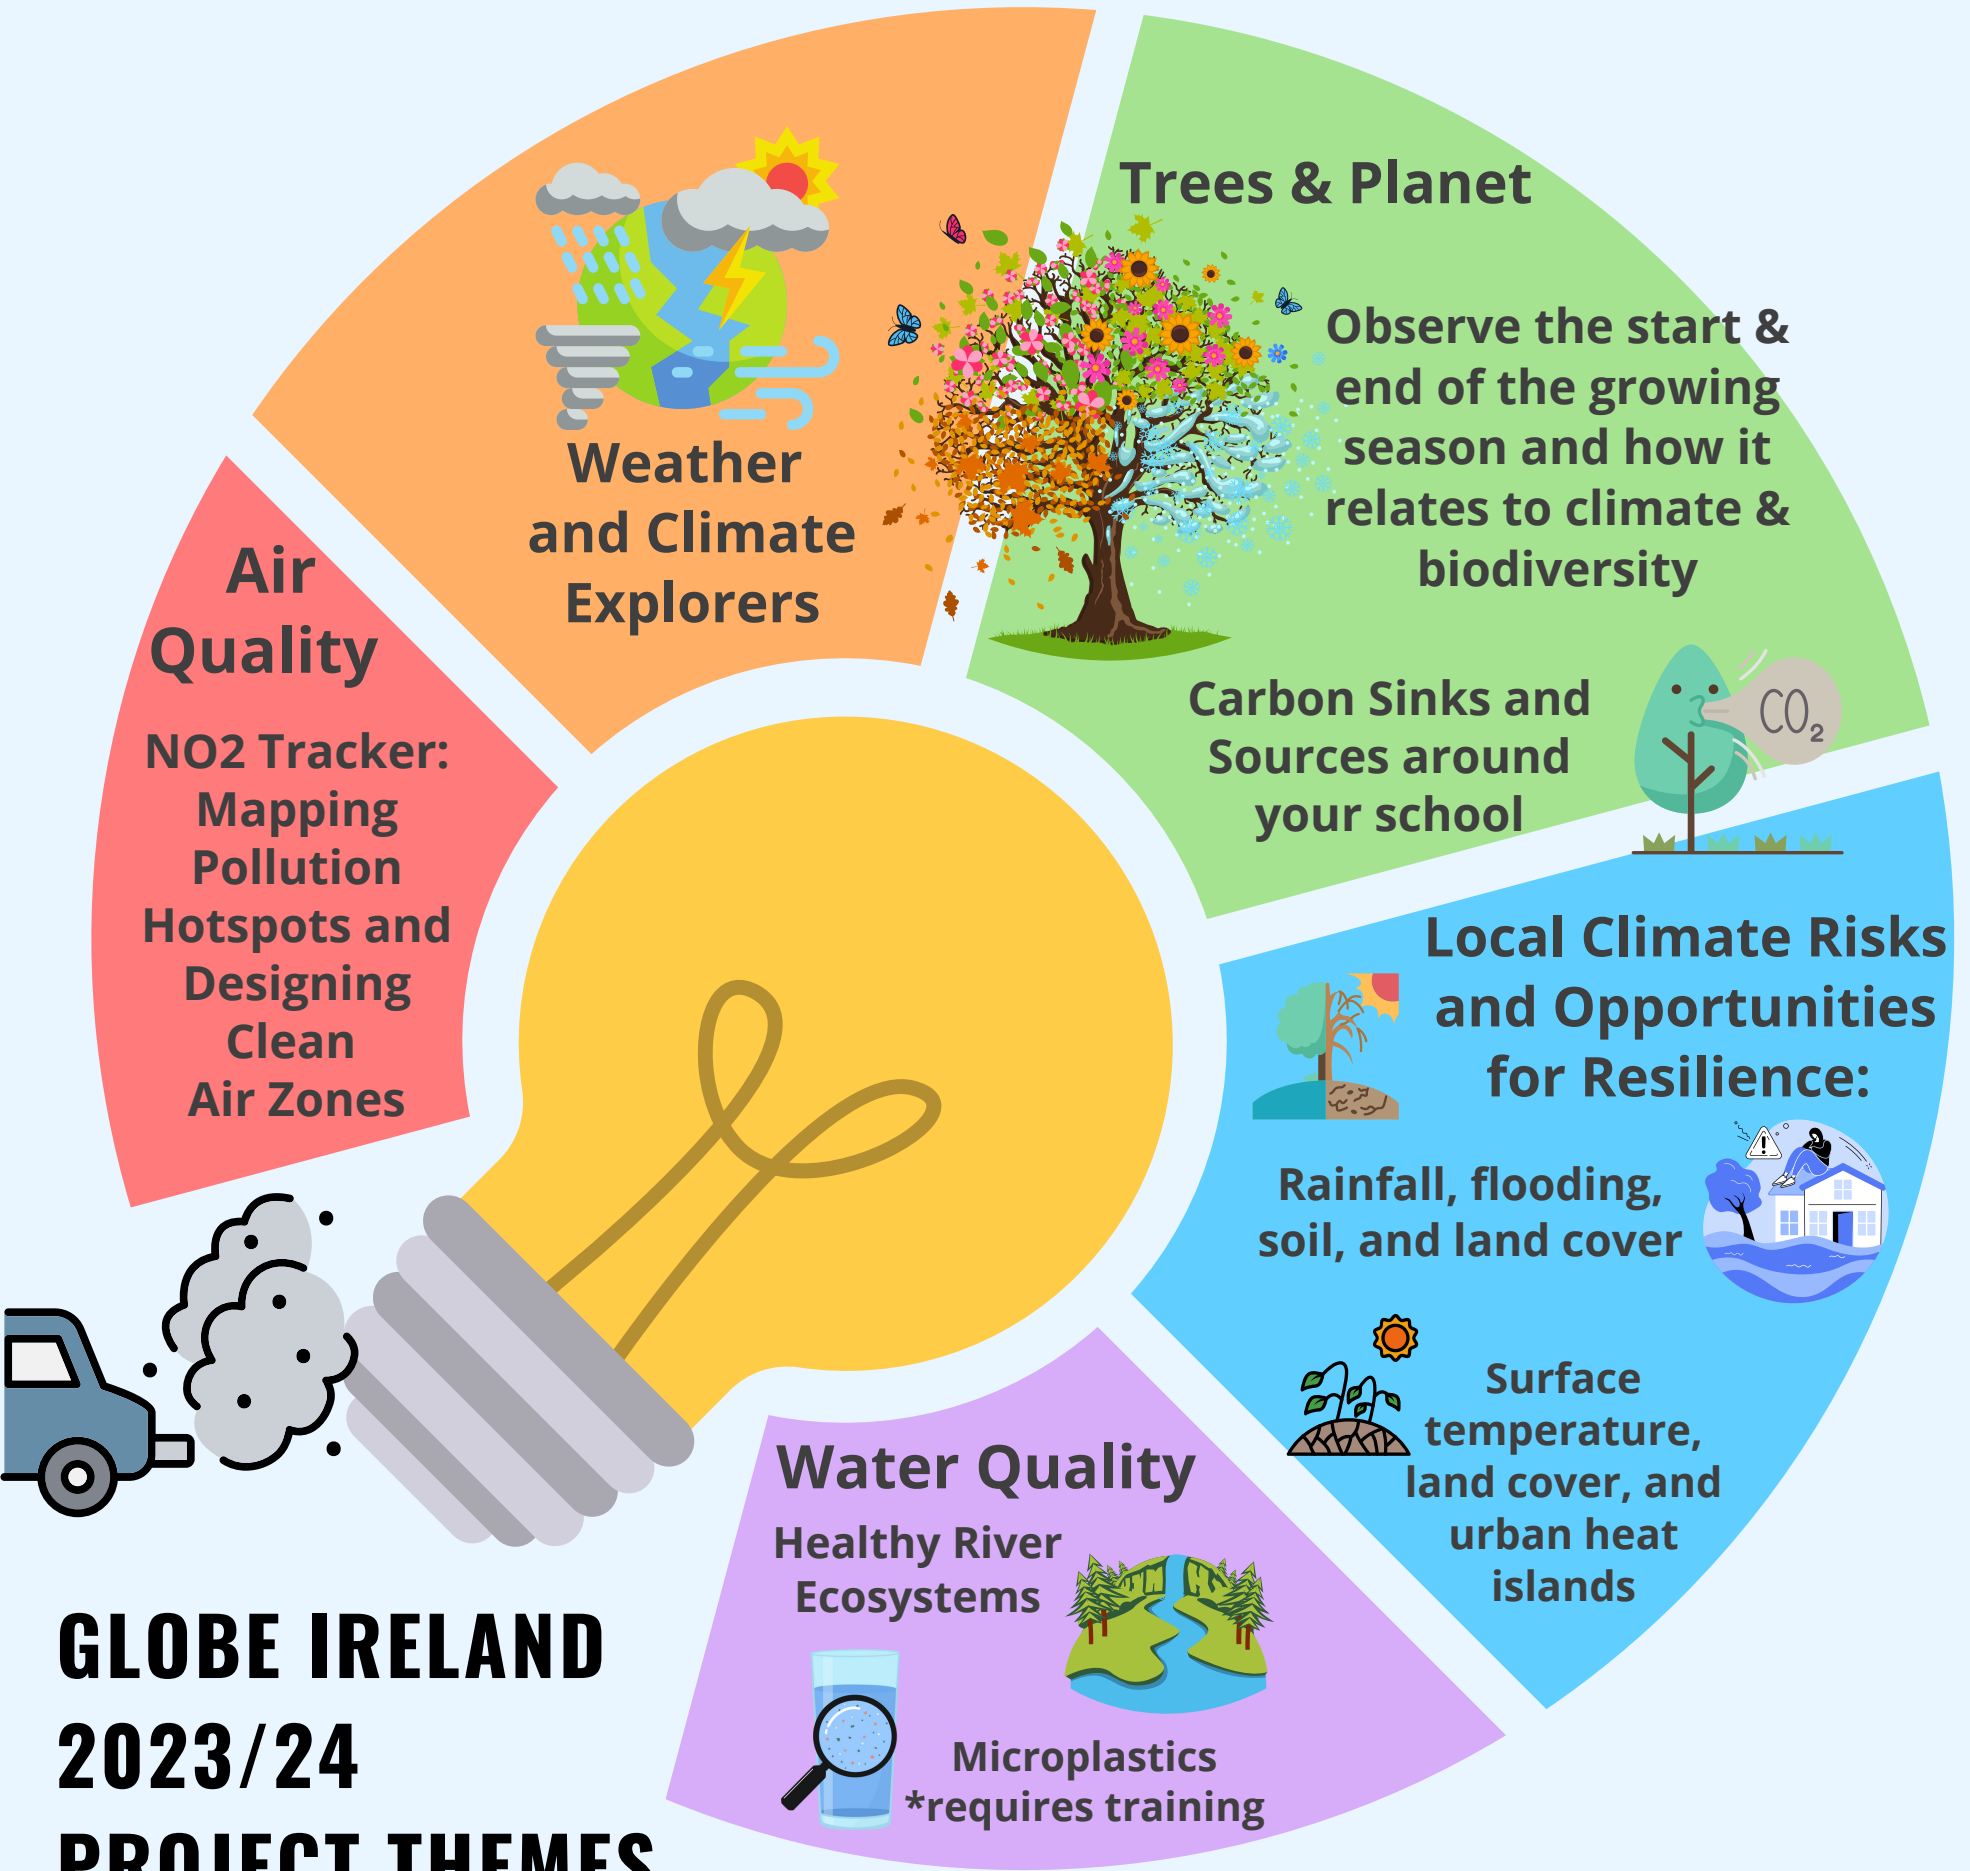 Weather
and Climate
Explorers
Trees & Planet
Observe the start &
end of the growing
season and how it
relates to climate &
biodiversity
Carbon Sinks and
Sources around
your school
CO2
Local Climate Risks
and Opportunities
for Resilience:
Rainfall, flooding,
soil, and land cover
Surface
temperature,
land cover, and
urban heat
islands
Water Quality
Healthy River
Ecosystems
Microplastics
*requires training
Air
Quality
NO2 Tracker:
Mapping
Pollution
Hotspots and
Designing
Clean
Air Zones
GLOBE IRELAND
2023/24
PROJECT THEMES